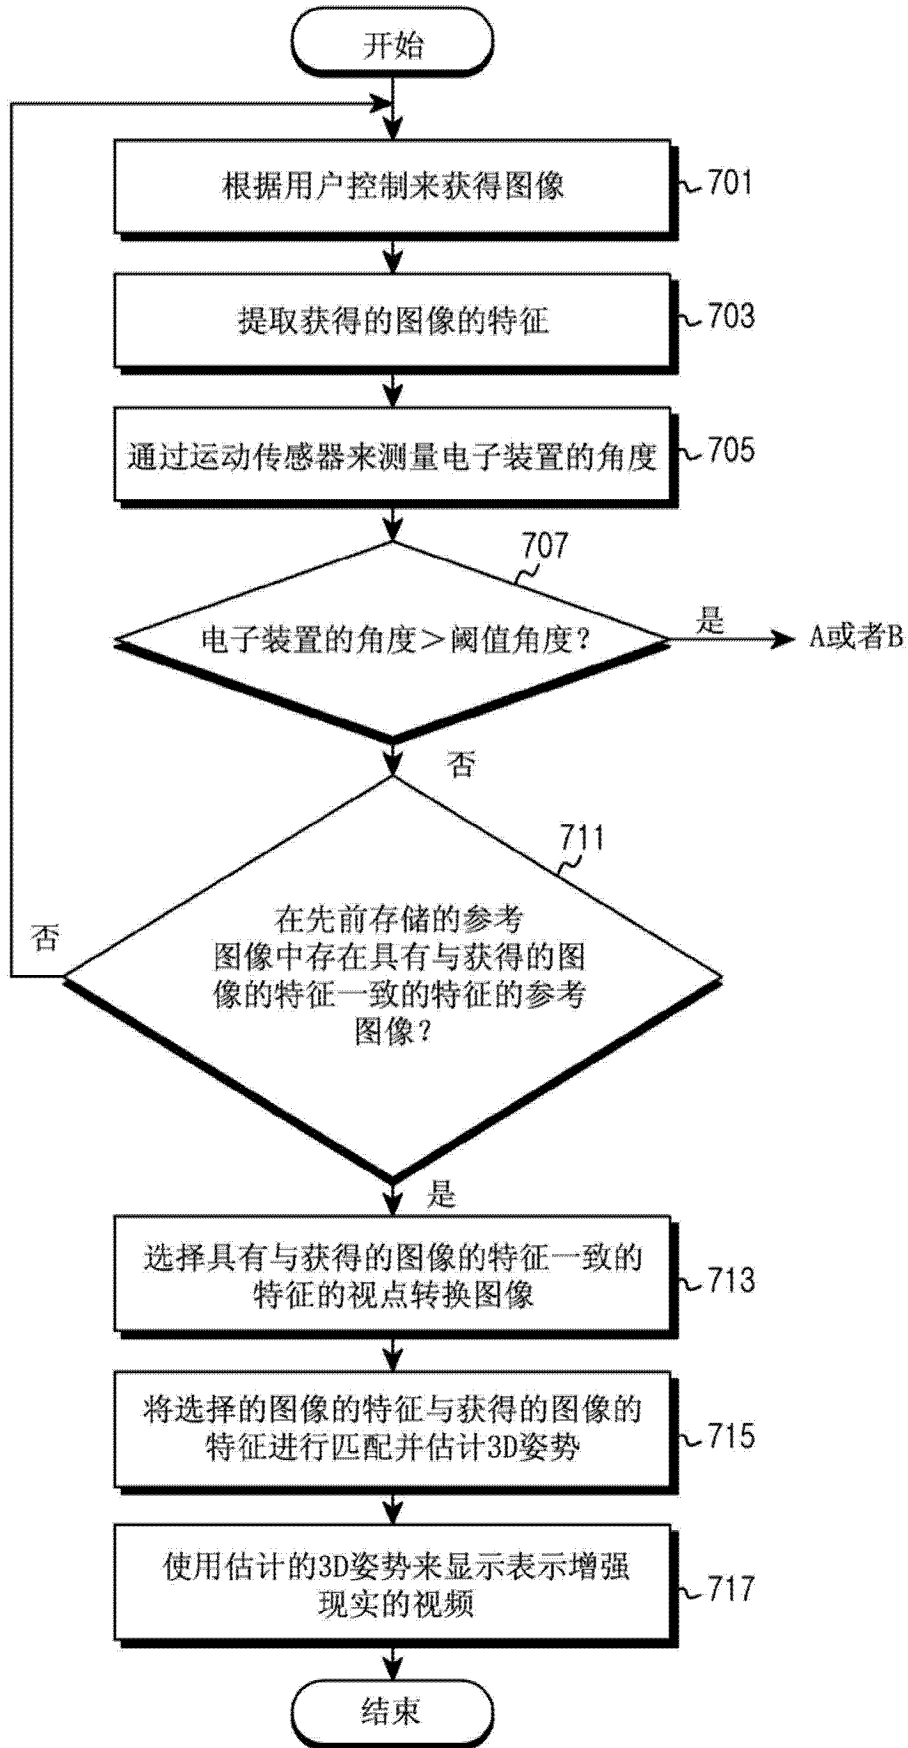 开始
根据用户控制来获得图像
701
提取获得的图像的特征
703
通过运动传感器来测量电子装置的角度
705
707
电子装置的角度＞阈值角度？
是
A或者B
否
711
在先前存储的参考
图像中存在具有与获得的图
像的特征一致的特征的参考
图像？
否
是
选择具有与获得的图像的特征一致的
特征的视点转换图像
713
将选择的图像的特征与获得的图像的
特征进行匹配并估计3D姿势
715
使用估计的3D姿势来显示表示增强
现实的视频
717
结束